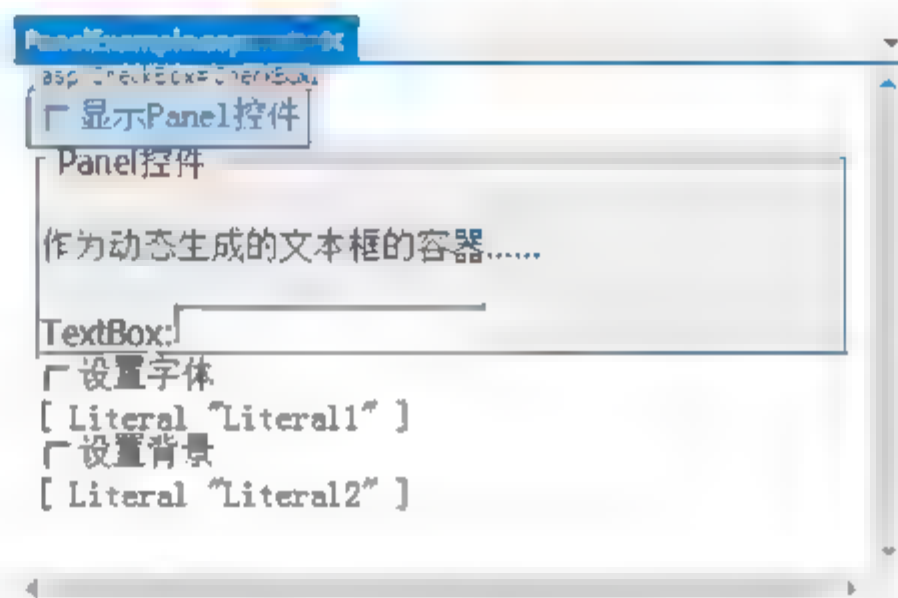 显示Panel控件
Panel控件
作为动态生成的文本框的容器......
TextBox:
设置字体
[ Literal "Literal1" ]
设置背景
[ Literal "Literal2" ]